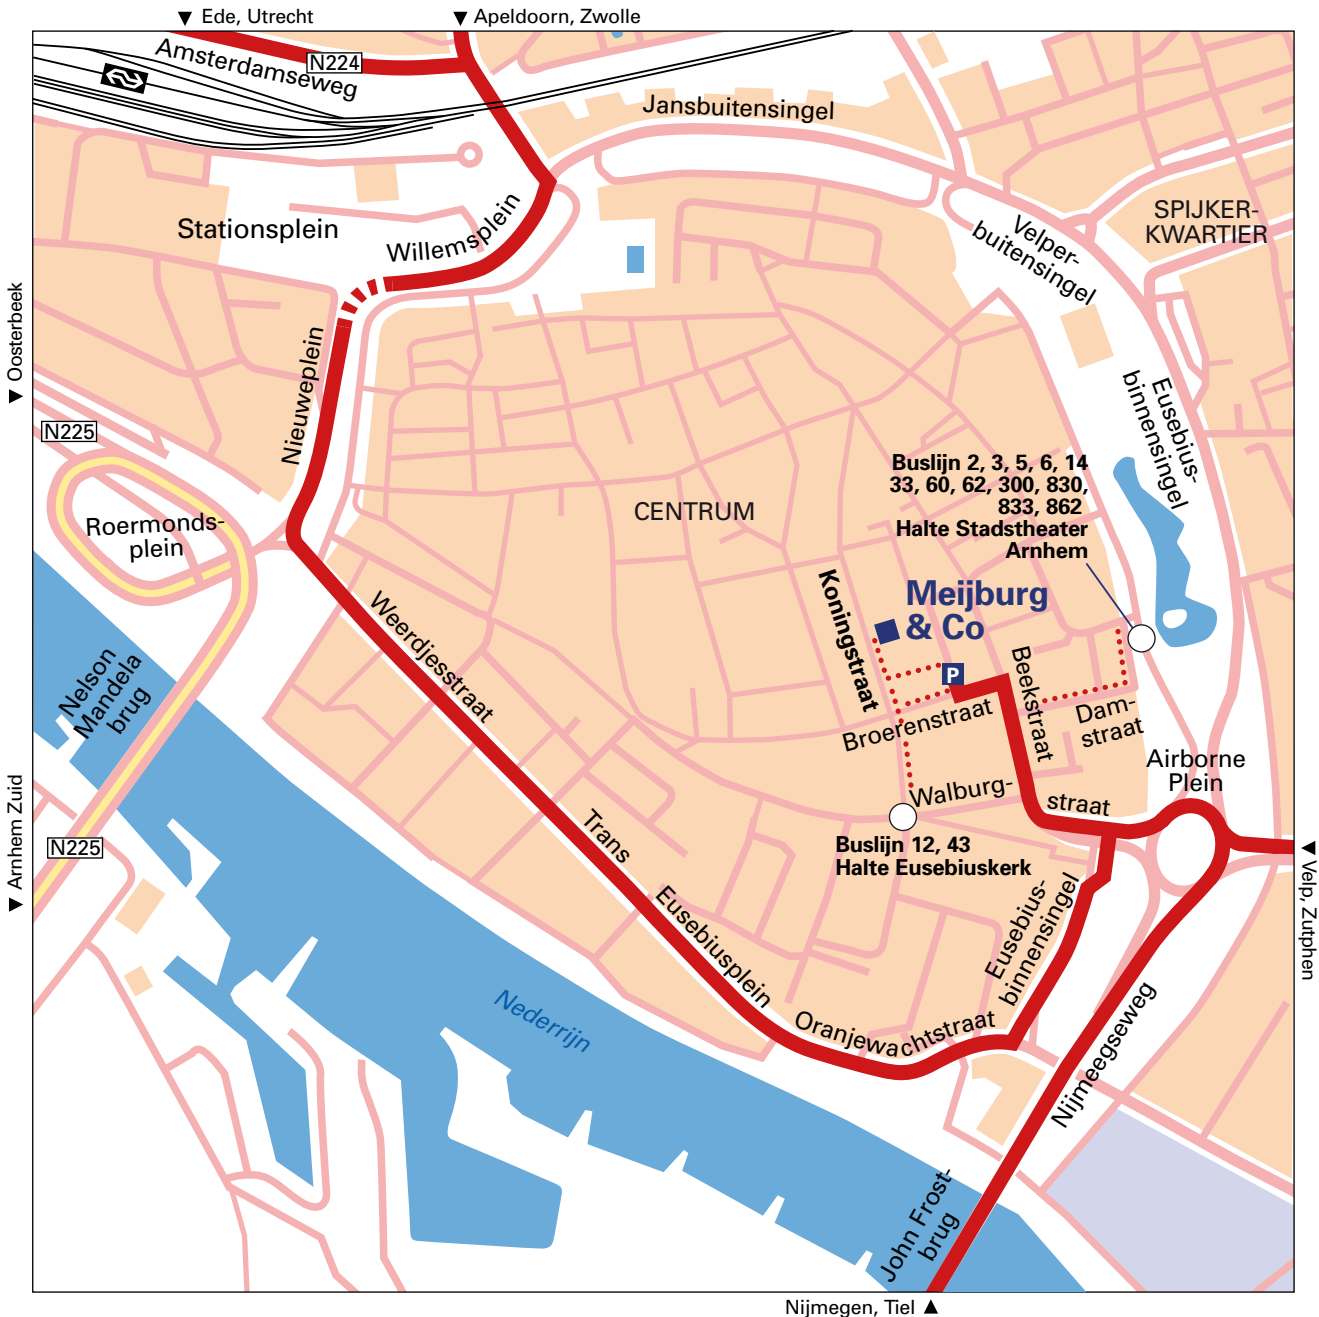 ▼ Ede, Utrecht
▼ Apeldoorn, Zwolle
Amsterdamseweg
N224
Jansbuitensingel
Stationsplein
Willemsplein
SPIJKER-
KWARTIER
Velper-
buitensingel
▼ Oosterbeek
Nieuweplein
Eusebius-
binnensingel
N225
Buslijn 2, 3, 5, 6, 14
33, 60, 62, 300, 830,
833, 862
Halte Stadstheater
Arnhem
CENTRUM
Roermonds-
plein
Koningstraat
Meijburg
& Co
P
Weerdjesstraat
Nelson
Mandela
brug
Beekstraat
Dam-
straat
Broerenstraat
Airborne
Plein
Walburg-
straat
▼ Arnhem Zuid
N225
Trans
Buslijn 12, 43
Halte Eusebiuskerk
▼ Velp, Zutphen
Eusebiusplein
Eusebius-
binnensingel
Nederrijn
Oranjewachtstraat
Nijmeegseweg
John Frost-
brug
Nijmegen, Tiel ▲